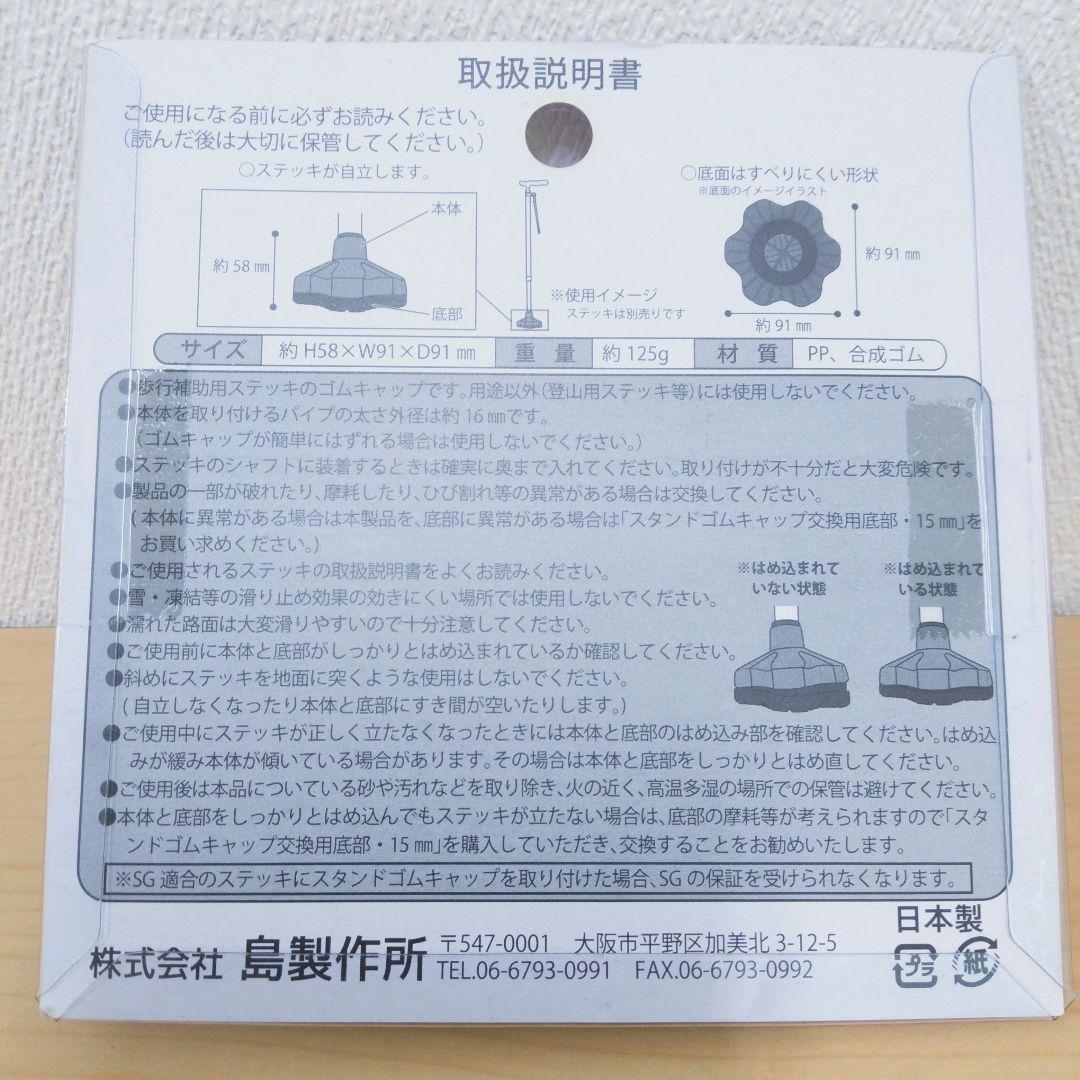 取扱説明書
ご使用になる前に必ずお読みください。
（読んだ後は大切に保管してください。）
○ステッキが自立します。
本体
約58㎜
底部
※使用イメージ
ステッキは別売りです
○底面はすべりにくい形状
※底面のイメージイラスト
約91㎜
約91㎜
サイズ 約H58×W91×D91㎜ 重量 約125g 材質 PP、合成ゴム
●歩行補助用ステッキのゴムキャップです。用途以外（登山用ステッキ等）には使用しないでください。
●本体を取り付けるパイプの太さ外径は約16㎜です。
（ゴムキャップが簡単にはずれる場合は使用しないでください。）
●ステッキのシャフトに装着するときは確実に奥まで入れてください。取り付けが不十分だと大変危険です。
●製品の一部が破れたり、摩耗したり、ひび割れ等の異常がある場合は交換してください。
(本体に異常がある場合は本製品を、底部に異常がある場合は「スタンドゴムキャップ交換用底部・15㎜」を
お買い求めください。)
●ご使用されるステッキの取扱説明書をよくお読みください。
●雪・凍結等の滑り止め効果の効きにくい場所では使用しないでください。
●濡れた路面は大変滑りやすいので十分注意してください。
●ご使用前に本体と底部がしっかりとはめ込まれているか確認してください。
●斜めにステッキを地面に突くような使用はしないでください。
(自立しなくなったり本体と底部にすき間が空いたりします。)
※はめ込まれて
いない状態
※はめ込まれて
いる状態
●ご使用中にステッキが正しく立たなくなったときには本体と底部のはめ込み部を確認してください。はめ込
みが緩み本体が傾いている場合があります。その場合は本体と底部をしっかりとはめ直してください。
●ご使用後は本品についている砂や汚れなどを取り除き、火の近く、高温多湿の場所での保管は避けてください。
●本体と底部をしっかりとはめ込んでもステッキが立たない場合は、底部の摩耗等が考えられますので「スタ
ンドゴムキャップ交換用底部・15㎜」を購入していただき、交換することをお勧めいたします。
※SG適合のステッキにスタンドゴムキャップを取り付けた場合、SGの保証を受けられなくなります。
日本製
株式会社 島製作所
〒547-0001 大阪市平野区加美北3-12-5
TEL.06-6793-0991 FAX.06-6793-0992
プラ 紙